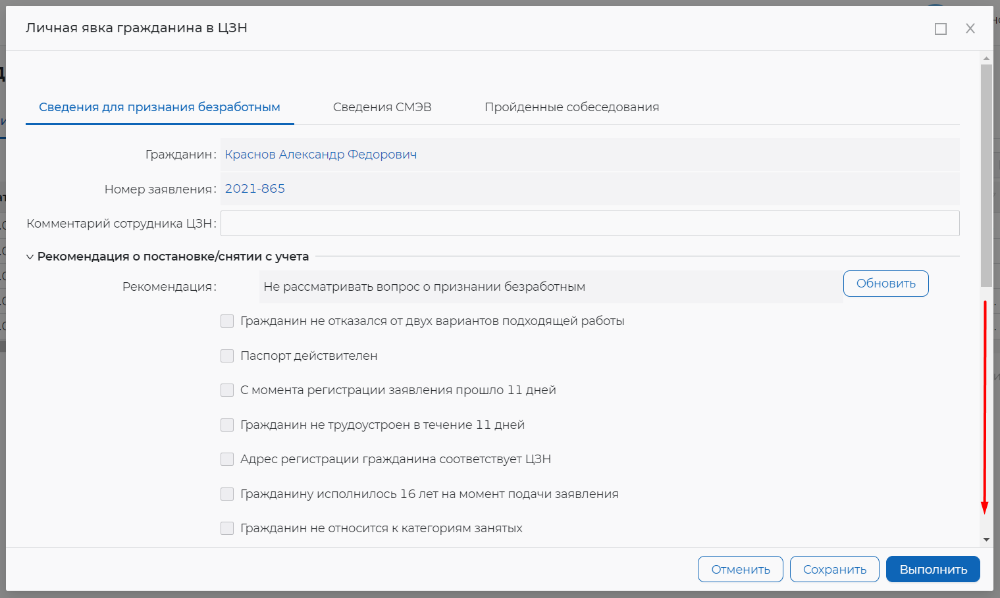 Личная явка гражданина в ЦЗН
Сведения для признания безработным
Сведения СМЭВ
Пройденные собеседования
Гражданин: Краснов Александр Федорович
Номер заявления: 2021-865
Комментарий сотрудника ЦЗН:
Рекомендация о постановке/снятии с учета
Рекомендация: Не рассматривать вопрос о признании безработным
Обновить
Гражданин не отказался от двух вариантов подходящей работы
Паспорт действителен
С момента регистрации заявления прошло 11 дней
Гражданин не трудоустроен в течение 11 дней
Адрес регистрации гражданина соответствует ЦЗН
Гражданину исполнилось 16 лет на момент подачи заявления
Гражданин не относится к категориям занятых
Отменить
Сохранить
Выполнить